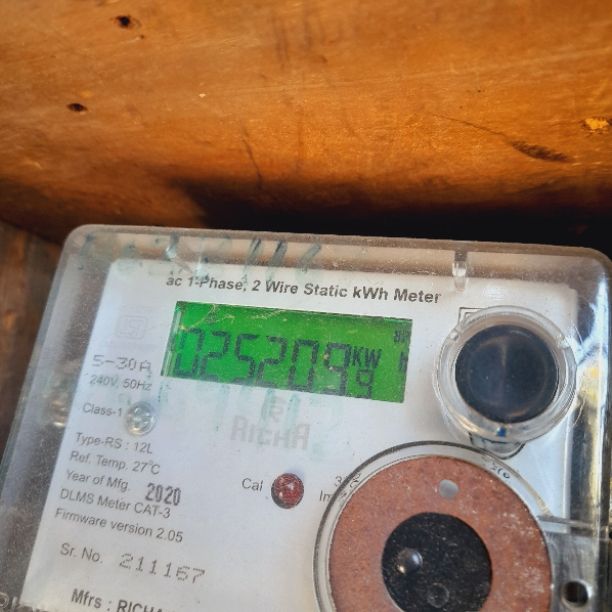 ac 1-Phase, 2 Wire Static kWh Meter
025209 KW
5-30A
240V, 50Hz
Class-1
RICHA
Type-RS : 12L
Ref. Temp. 27°C
Year of Mfg. 2020
Cal
DLMS Meter CAT-3
Firmware version 2.05
Sr. No. 211167
Mfrs : RICHA